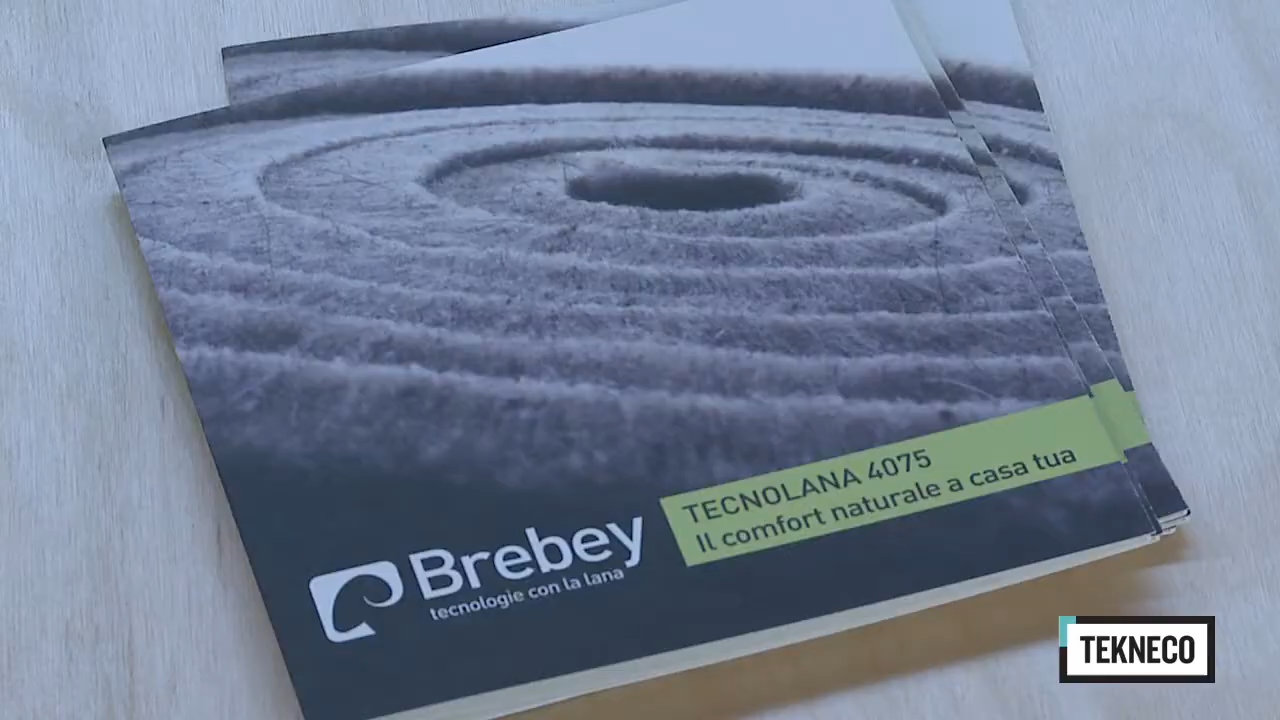 TECNOLANA 4075
Il comfort naturale a casa tua
Brebey
tecnologie con la lana
TEKNECO